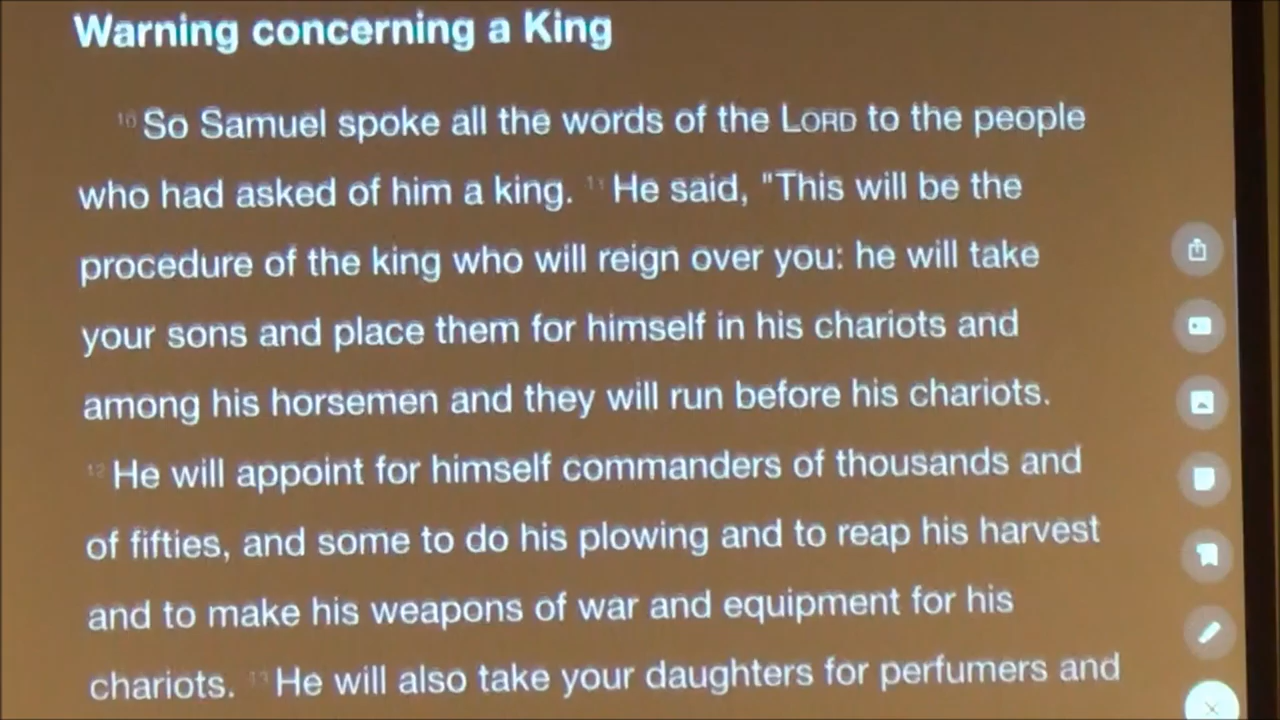 Warning concerning a King
10 So Samuel spoke all the words of the LORD to the people
who had asked of him a king. 11 He said, "This will be the
procedure of the king who will reign over you: he will take
your sons and place them for himself in his chariots and
among his horsemen and they will run before his chariots.
12 He will appoint for himself commanders of thousands and
of fifties, and some to do his plowing and to reap his harvest
and to make his weapons of war and equipment for his
chariots. 13 He will also take your daughters for perfumers and